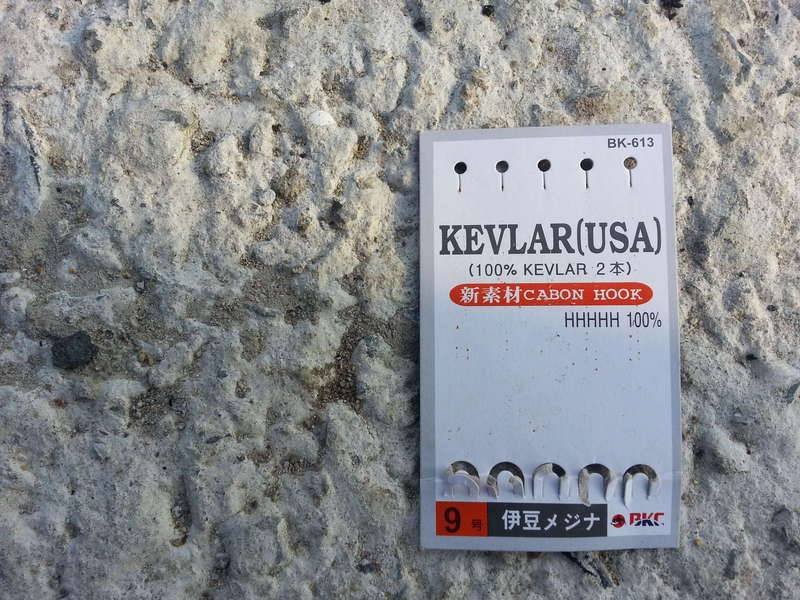 BK-613
KEVLAR(USA)
(100% KEVLAR 2本)
新素材CABON HOOK
HHHHH 100%
9号 伊豆メジナ BKC